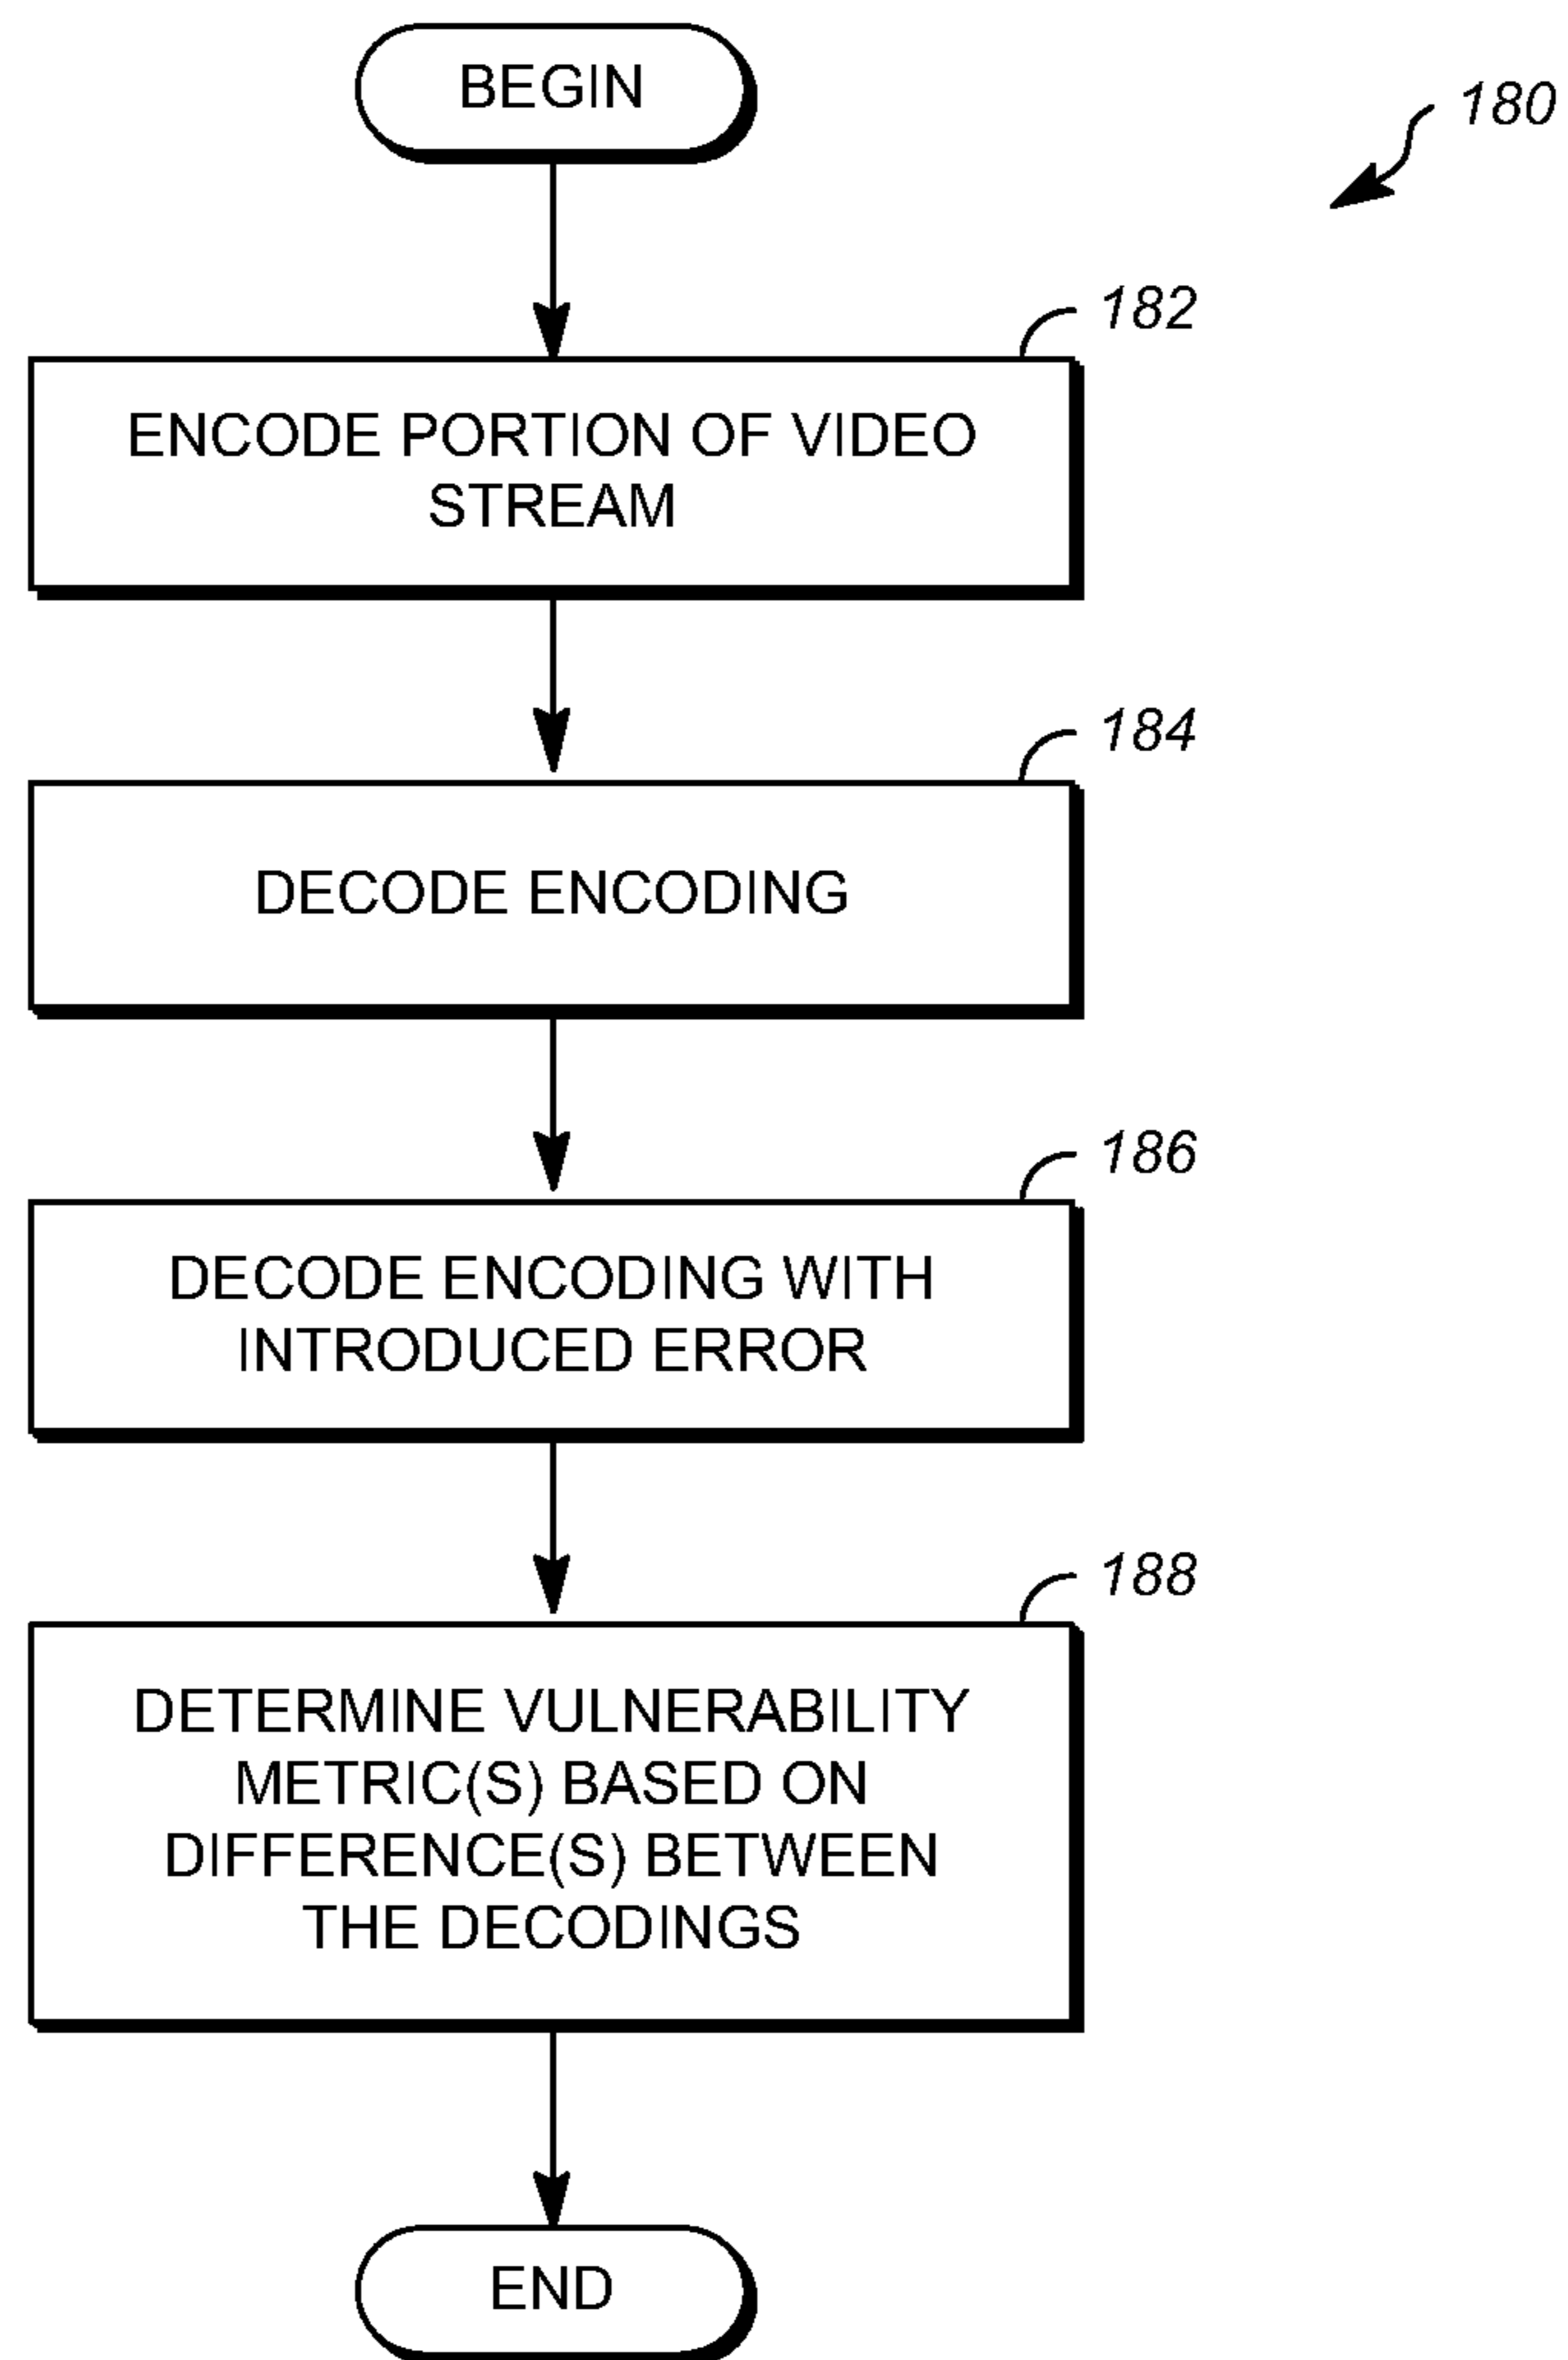 BEGIN
180
182
ENCODE PORTION OF VIDEO
STREAM
184
DECODE ENCODING
186
DECODE ENCODING WITH
INTRODUCED ERROR
188
DETERMINE VULNERABILITY
METRIC(S) BASED ON
DIFFERENCE(S) BETWEEN
THE DECODINGS
END